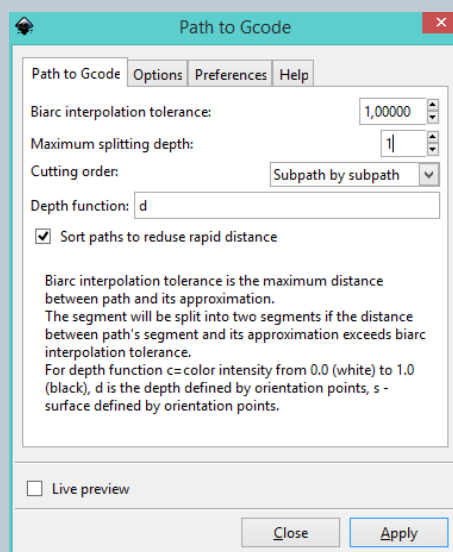 Path to Gcode
Path to Gcode Options Preferences Help
Biarc interpolation tolerance: 1,00000
Maximum splitting depth: 1
Cutting order: Subpath by subpath
Depth function: d
Sort paths to reduse rapid distance
Biarc interpolation tolerance is the maximum distance
between path and its approximation.
The segment will be split into two segments if the distance
between path's segment and its approximation exceeds biarc
interpolation tolerance.
For depth function c=color intensity from 0.0 (white) to 1.0
(black), d is the depth defined by orientation points, s -
surface defined by orientation points.
Live preview
Close Apply